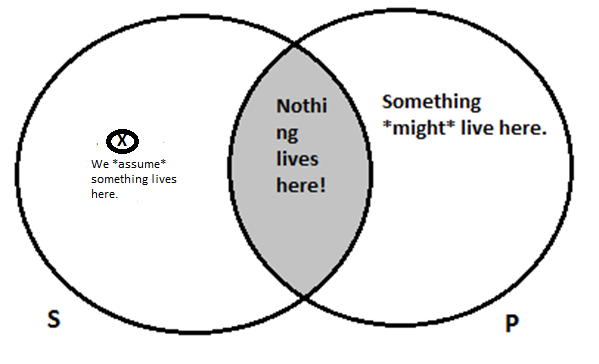 X
We *assume*
something lives
here.
Nothi
ng
lives
here!
Something
*might* live here.
S
P